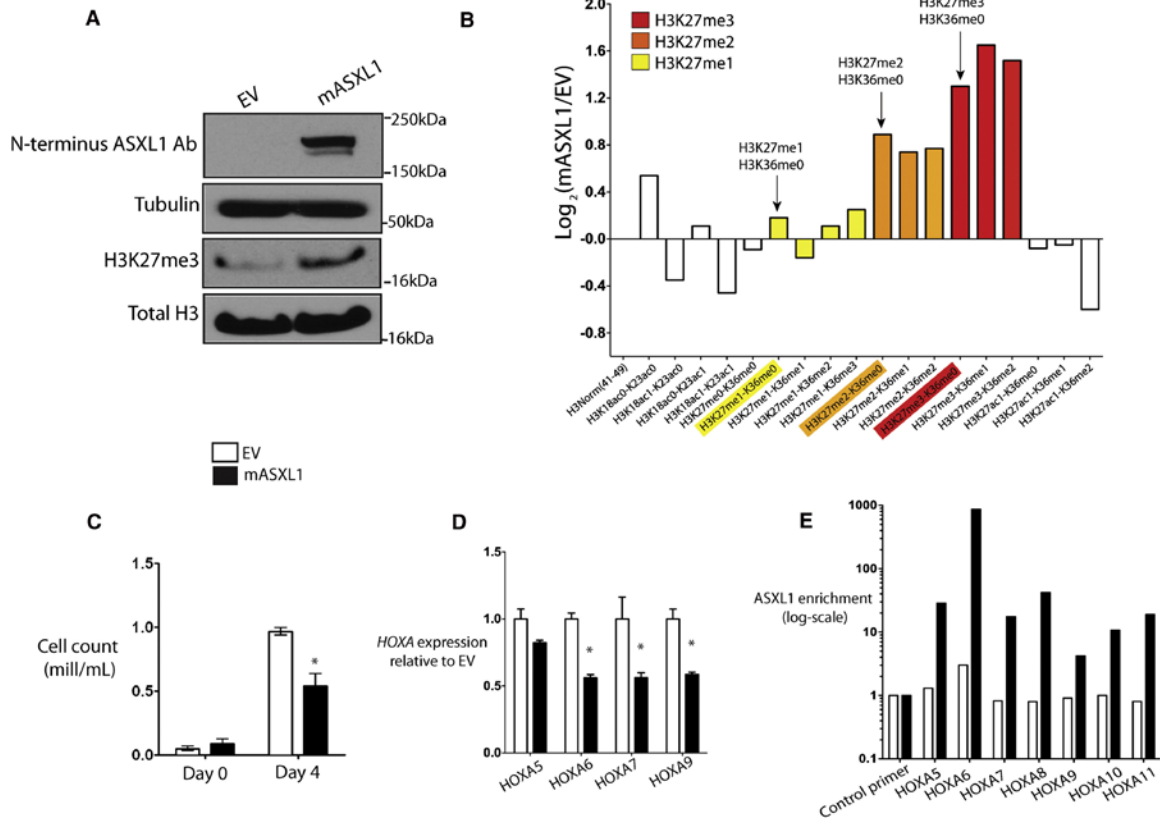 A
EV
mASXL1
N-terminus ASXL1 Ab
250kDa
150kDa
Tubulin
50kDa
H3K27me3
16kDa
Total H3
16kDa
B
H3K27me3
H3K27me2
H3K27me1
Log2(mASXL1/EV)
2.0
1.6
1.2
0.8
0.4
-0.0
-0.4
-0.8
H3K27me1
H3K36me0
H3K27me2
H3K36me0
H3K27me3
H3K36me0
H3Norm(41-49)
H3K18ac0-K23ac0
H3K18ac1-K23ac0
H3K18ac0-K23ac1
H3K18ac1-K23ac1
H3K27me0-K36me0
H3K27me1-K36me0
H3K27me1-K36me1
H3K27me1-K36me2
H3K27me1-K36me3
H3K27me2-K36me0
H3K27me2-K36me1
H3K27me2-K36me2
H3K27me3-K36me0
H3K27me3-K36me1
H3K27me3-K36me2
H3K27ac1-K36me0
H3K27ac1-K36me1
H3K27ac1-K36me2
EV
mASXL1
C
Cell count
(mill/mL)
1.5
1.0
0.5
0.0
*
Day 0
Day 4
D
HOXA expression
relative to EV
1.5
1.0
0.5
0.0
*
*
*
HOXA5
HOXA6
HOXA7
HOXA9
E
ASXL1 enrichment
(log-scale)
1000
100
10
1
0.1
Control primer
HOXA5
HOXA6
HOXA7
HOXA8
HOXA9
HOXA10
HOXA11